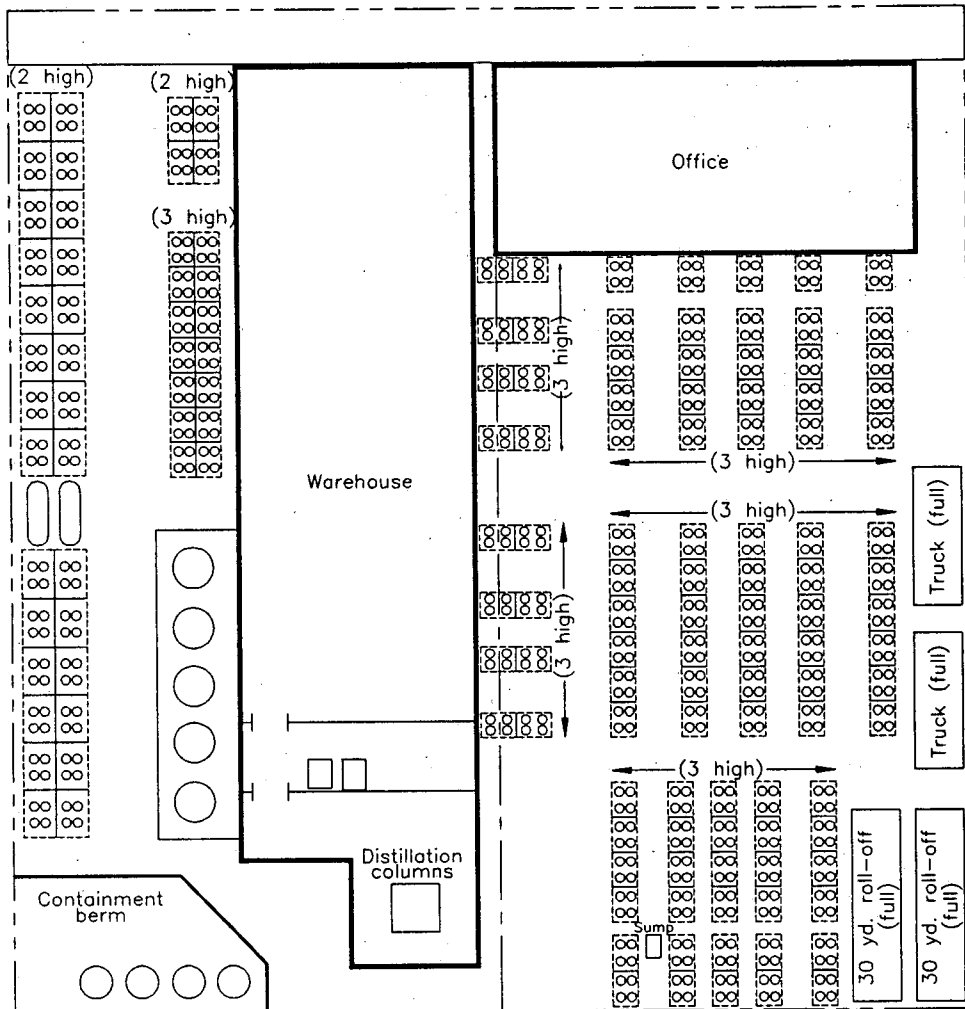 (2 high)
(2 high)
Office
(3 high)
(3 high)
Warehouse
(3 high)
(3 high)
Truck (full)
(3 high)
Truck (full)
(3 high)
Distillation
columns
Containment
berm
Sump
30 yd. roll-off
(full)
30 yd. roll-off
(full)